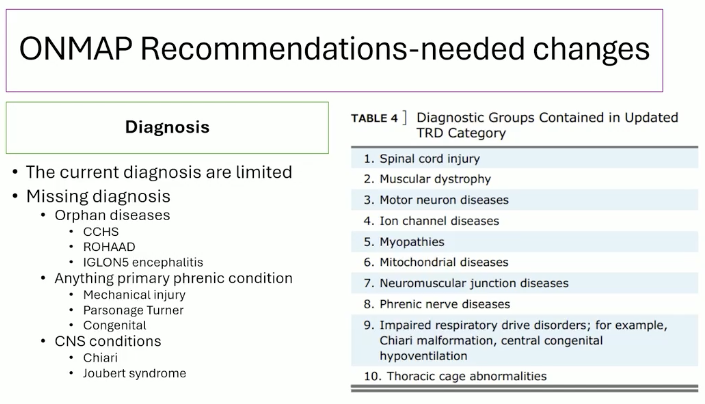 ONMAP Recommendations-needed changes
Diagnosis
• The current diagnosis are limited
• Missing diagnosis
• Orphan diseases
• CCHS
• ROHAAD
• IGLON5 encephalitis
• Anything primary phrenic condition
• Mechanical injury
• Parsonage Turner
• Congenital
• CNS conditions
• Chiari
• Joubert syndrome
TABLE 4 ] Diagnostic Groups Contained in Updated
TRD Category
1. Spinal cord injury
2. Muscular dystrophy
3. Motor neuron diseases
4. Ion channel diseases
5. Myopathies
6. Mitochondrial diseases
7. Neuromuscular junction diseases
8. Phrenic nerve diseases
9. Impaired respiratory drive disorders; for example,
Chiari malformation, central congenital
hypoventilation
10. Thoracic cage abnormalities